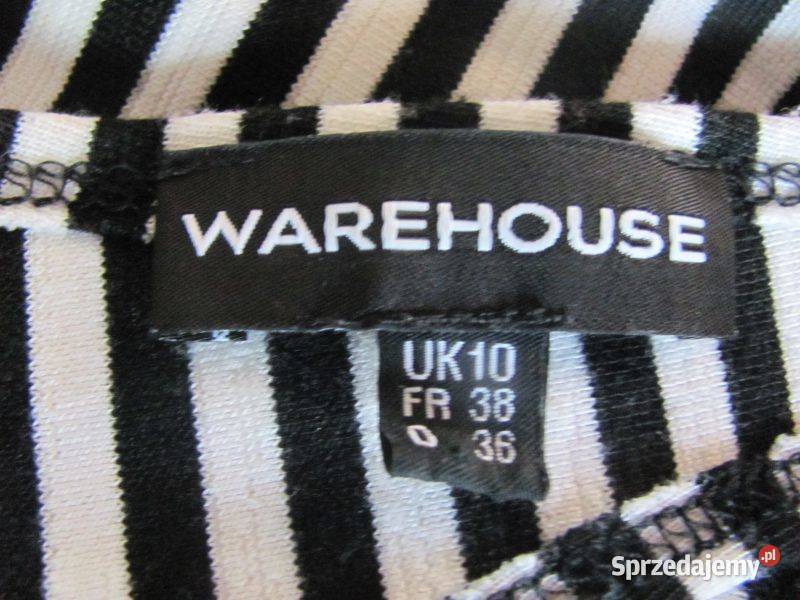 WAREHOUSE
UK10
FR 38
36
Sprzedajemy.pl